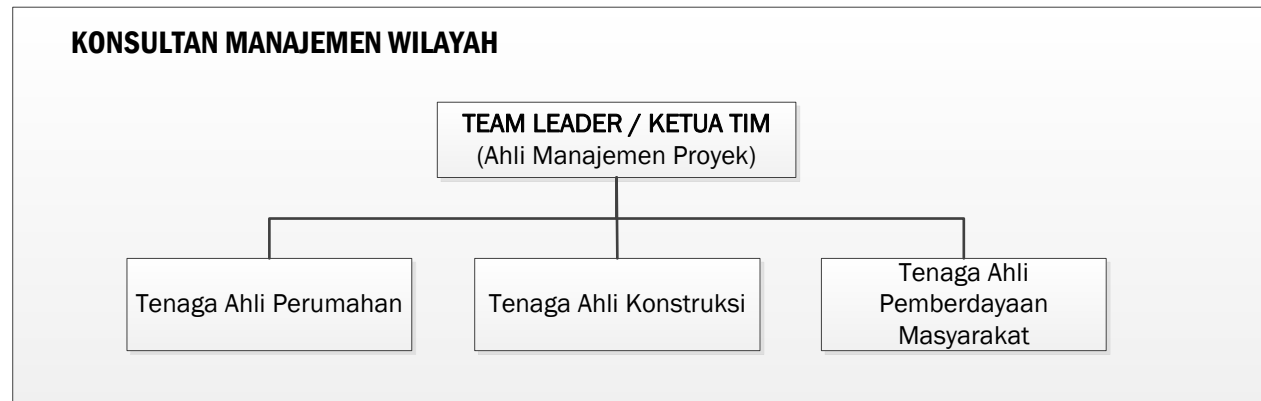 KONSULTAN MANAJEMEN WILAYAH
TEAM LEADER / KETUA TIM
(Ahli Manajemen Proyek)
Tenaga Ahli Perumahan
Tenaga Ahli Konstruksi
Tenaga Ahli
Pemberdayaan
Masyarakat